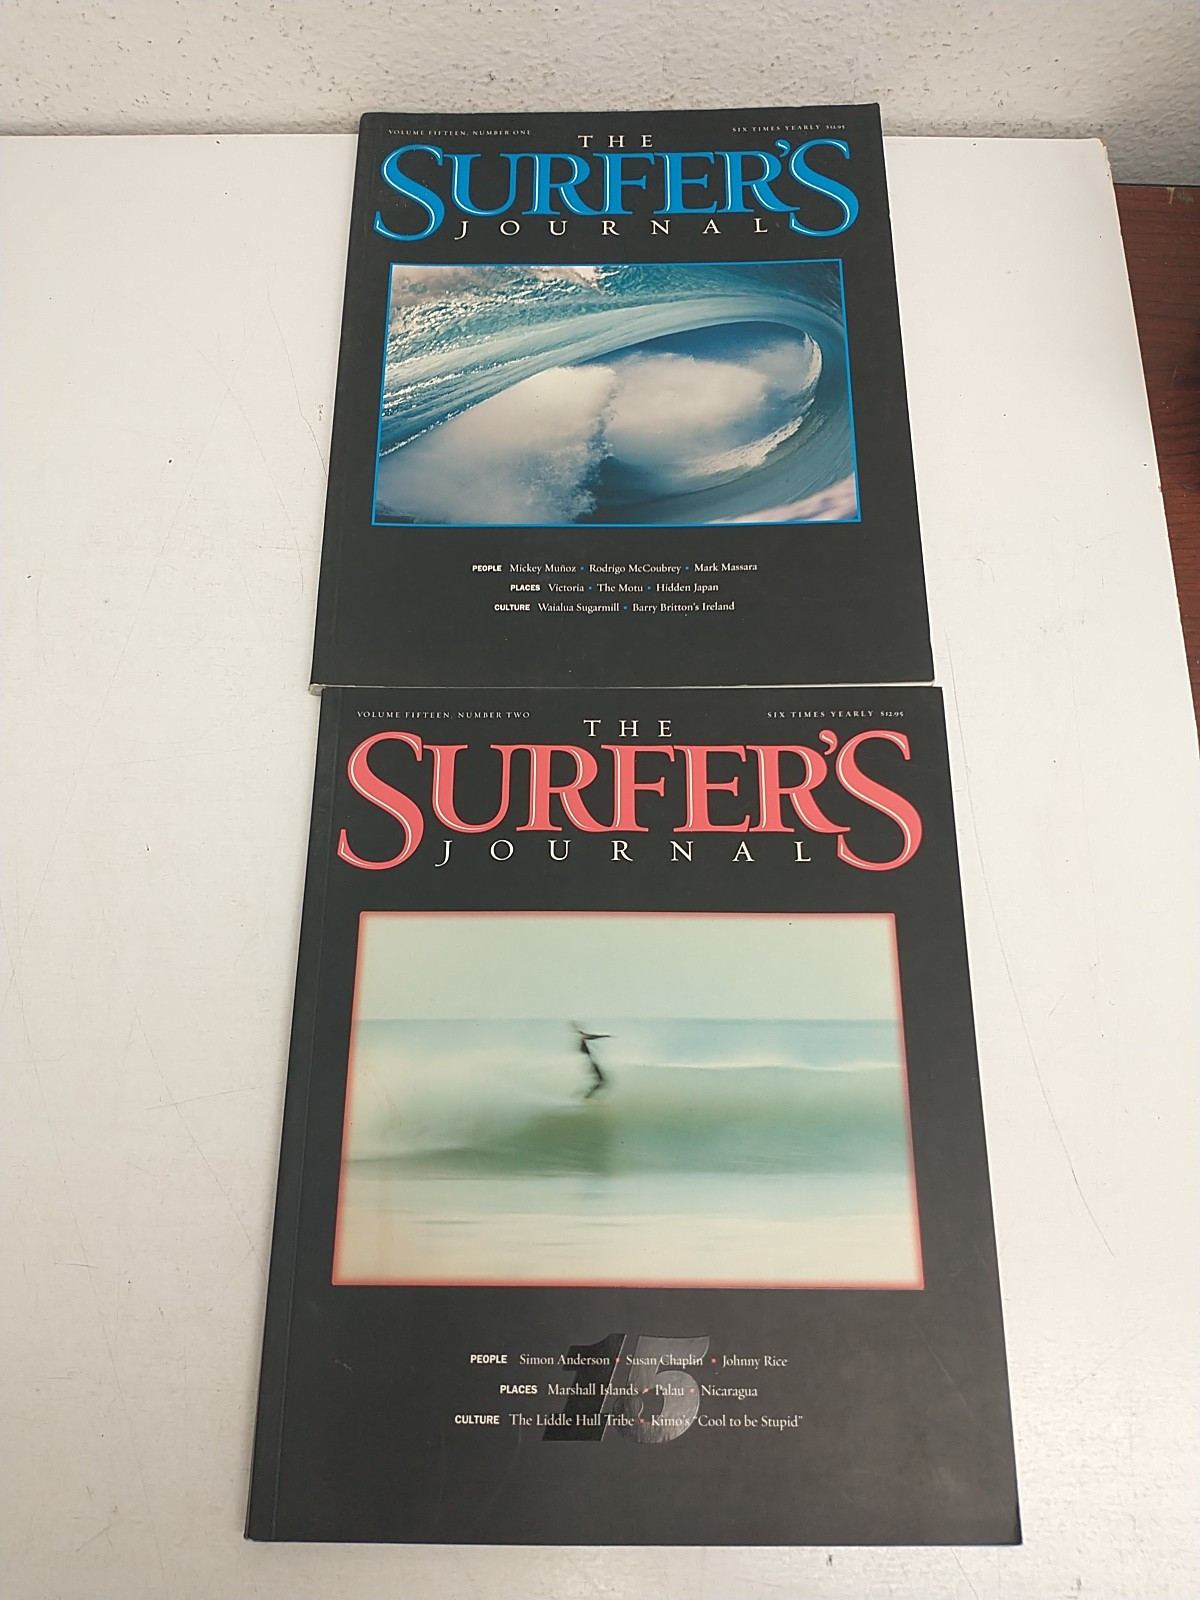 VOLUME FIFTEEN, NUMBER ONE
SIX TIMES YEARLY $12.95
THE
SURFER'S
JOURNAL
PEOPLE Mickey Muñoz • Rodrigo McCoubrey • Mark Massara
PLACES Victoria • The Motu • Hidden Japan
CULTURE Waialua Sugarmill • Barry Britton's Ireland
VOLUME FIFTEEN, NUMBER TWO
SIX TIMES YEARLY $12.95
THE
SURFER'S
JOURNAL
15
PEOPLE Simon Anderson • Susan Chaplin • Johnny Rice
PLACES Marshall Islands • Palau • Nicaragua
CULTURE The Liddle Hull Tribe • Kimo's "Cool to be Stupid"